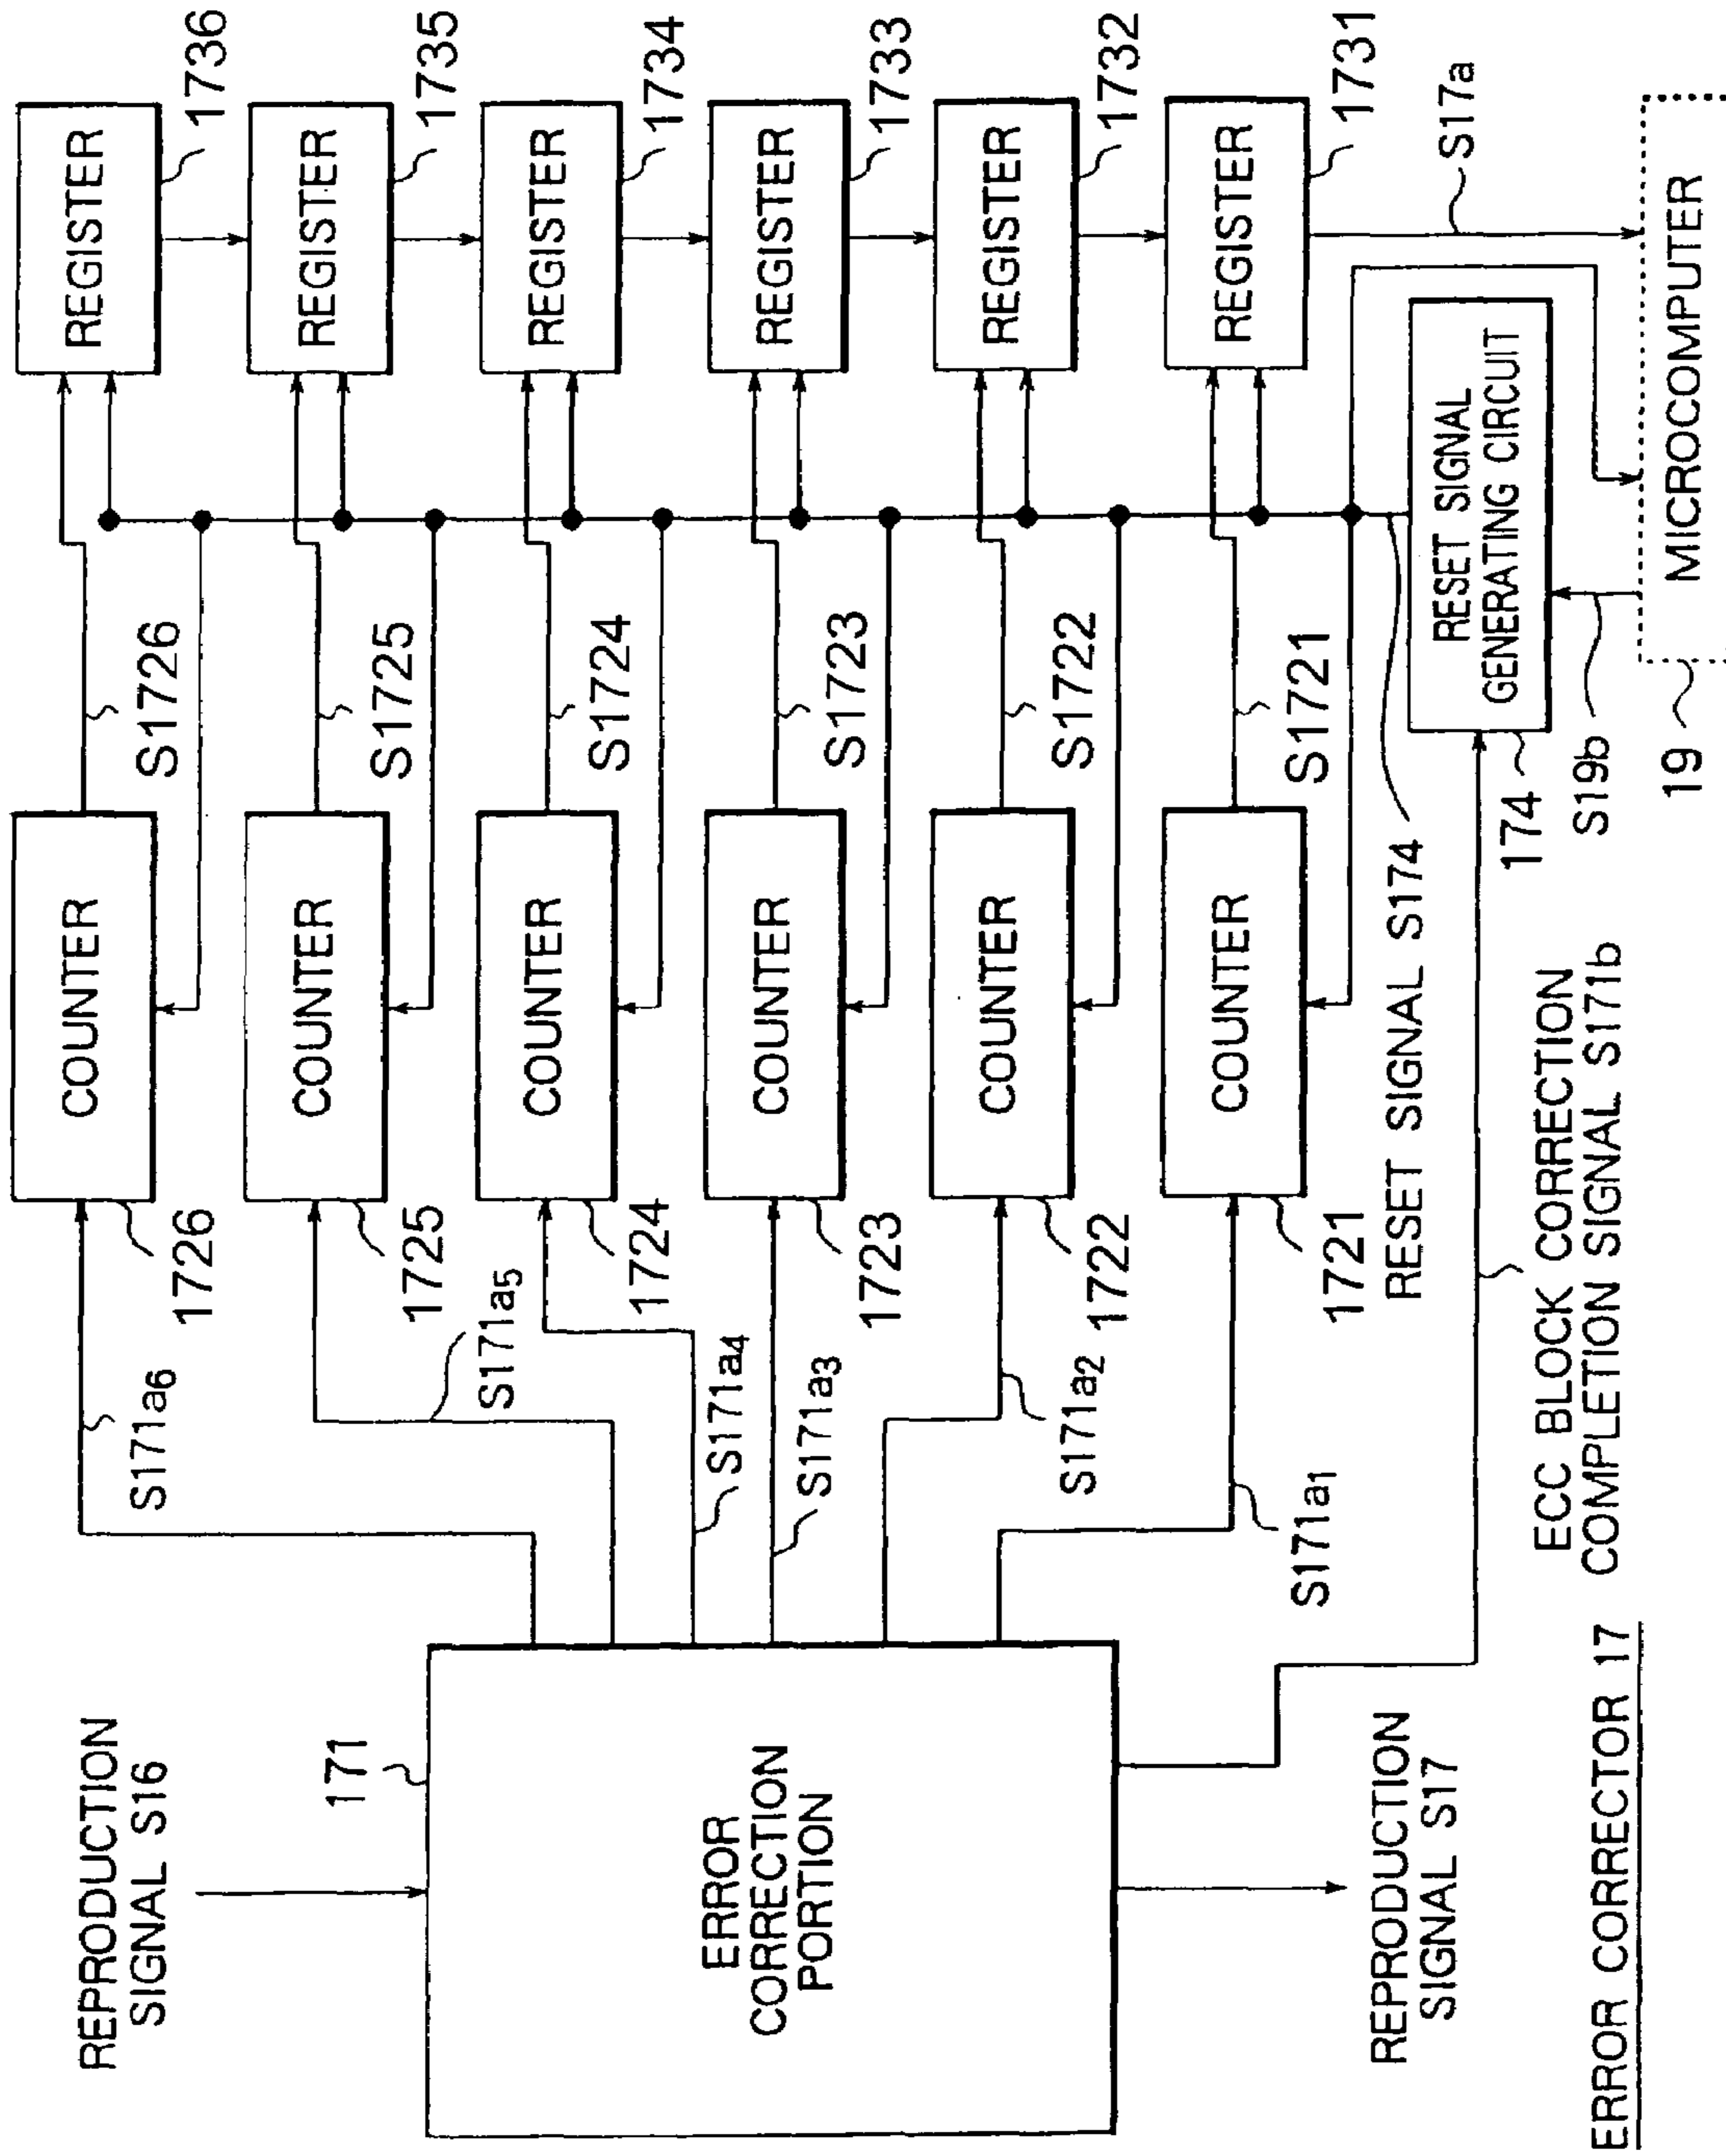 REPRODUCTION
SIGNAL S16
171
ERROR
CORRECTION
PORTION
REPRODUCTION
SIGNAL S17
ERROR CORRECTOR 17
S171a6
S171a5
S171a4
S171a3
S171a2
S171a1
ECC BLOCK CORRECTION
COMPLETION SIGNAL S171b
COUNTER
1726
COUNTER
1725
COUNTER
1724
COUNTER
1723
COUNTER
1722
COUNTER
1721
RESET SIGNAL S174
S1726
S1725
S1724
S1723
S1722
S1721
RESET SIGNAL
GENERATING CIRCUIT
174
S19b
19
MICROCOMPUTER
REGISTER
1736
REGISTER
1735
REGISTER
1734
REGISTER
1733
REGISTER
1732
REGISTER
1731
S17a